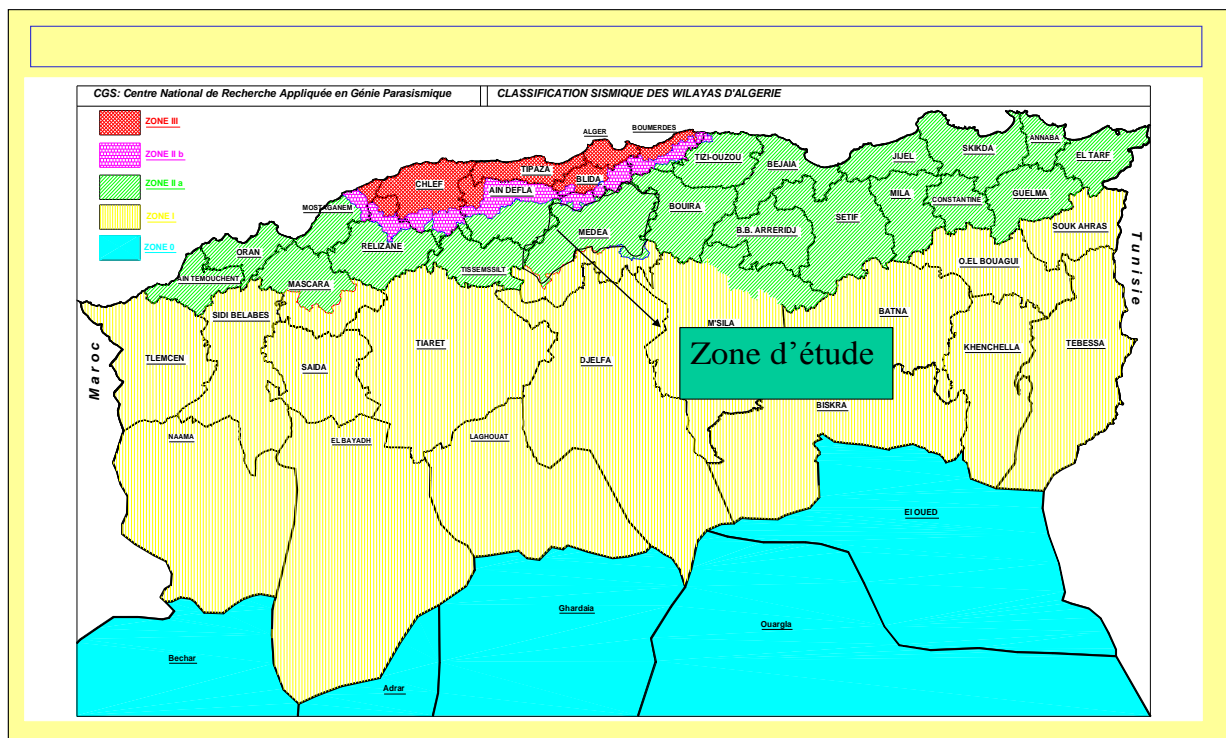 CGS: Centre National de Recherche Appliquée en Génie Parasismique
CLASSIFICATION SISMIQUE DES WILAYAS D'ALGERIE
ZONE III
ZONE II b
ZONE II a
ZONE I
ZONE 0
ALGER
BOUMERDES
TIZI-OUZOU
BEJAIA
JIJEL
SKIKDA
ANNABA
EL TARF
TIPAZA
BLIDA
CHLEF
AIN DEFLA
MILA
CONSTANTINE
GUELMA
MOSTAGANEM
BOUIRA
SETIF
SOUK AHRAS
MEDEA
B.B. ARRERIDJ
ORAN
RELIZANE
O.EL BOUAGUI
Tunisie
TISSEMSSILT
IN TEMOUCHENT
MASCARA
SIDI BELABES
BATNA
M'SILA
TIARET
Zone d'étude
KHENCHELLA
TEBESSA
TLEMCEN
DJELFA
SAIDA
Maroc
BISKRA
NAAMA
EL BAYADH
LAGHOUAT
El OUED
Ghardaia
Ouargla
Bechar
Adrar